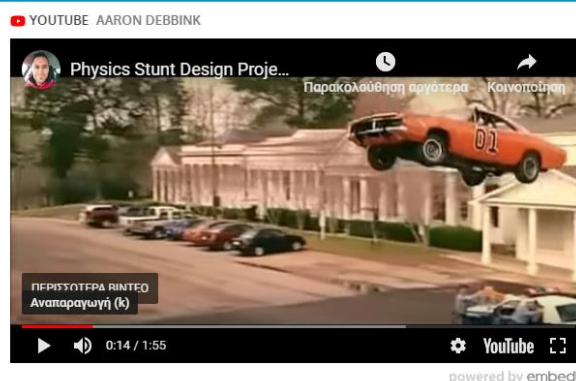 YOUTUBE AARON DEBBINK
Physics Stunt Design Proje...
Παρακολούθηση αργότερα
Κοινοποίηση
01
ΠΕΡΙΣΣΟΤΕΡΑ ΒΙΝΤΕΟ
Αναπαραγωγή (k)
0:14 / 1:55
YouTube
powered by embed